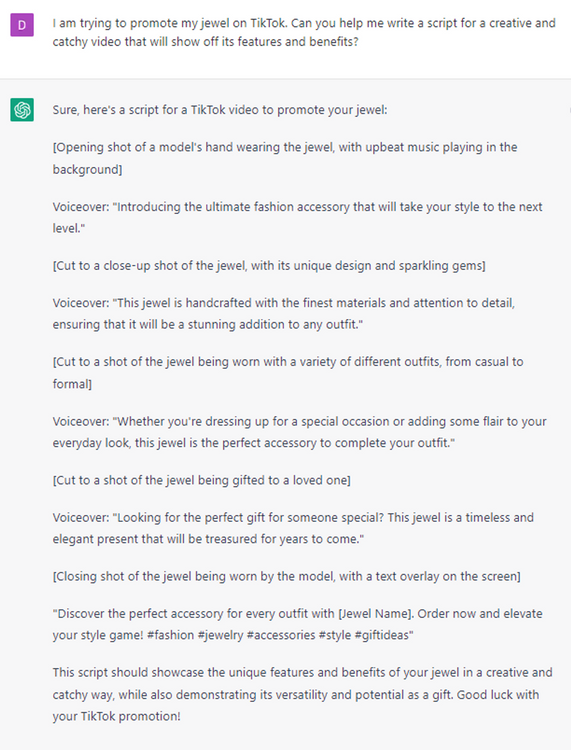 D
I am trying to promote my jewel on TikTok. Can you help me write a script for a creative and
catchy video that will show off its features and benefits?
Sure, here's a script for a TikTok video to promote your jewel:
[Opening shot of a model's hand wearing the jewel, with upbeat music playing in the
background]
Voiceover: "Introducing the ultimate fashion accessory that will take your style to the next
level."
[Cut to a close-up shot of the jewel, with its unique design and sparkling gems]
Voiceover: "This jewel is handcrafted with the finest materials and attention to detail,
ensuring that it will be a stunning addition to any outfit."
[Cut to a shot of the jewel being worn with a variety of different outfits, from casual to
formal]
Voiceover: "Whether you're dressing up for a special occasion or adding some flair to your
everyday look, this jewel is the perfect accessory to complete your outfit."
[Cut to a shot of the jewel being gifted to a loved one]
Voiceover: "Looking for the perfect gift for someone special? This jewel is a timeless and
elegant present that will be treasured for years to come."
[Closing shot of the jewel being worn by the model, with a text overlay on the screen]
"Discover the perfect accessory for every outfit with [Jewel Name]. Order now and elevate
your style game! #fashion #jewelry #accessories #style #giftideas"
This script should showcase the unique features and benefits of your jewel in a creative and
catchy way, while also demonstrating its versatility and potential as a gift. Good luck with
your TikTok promotion!